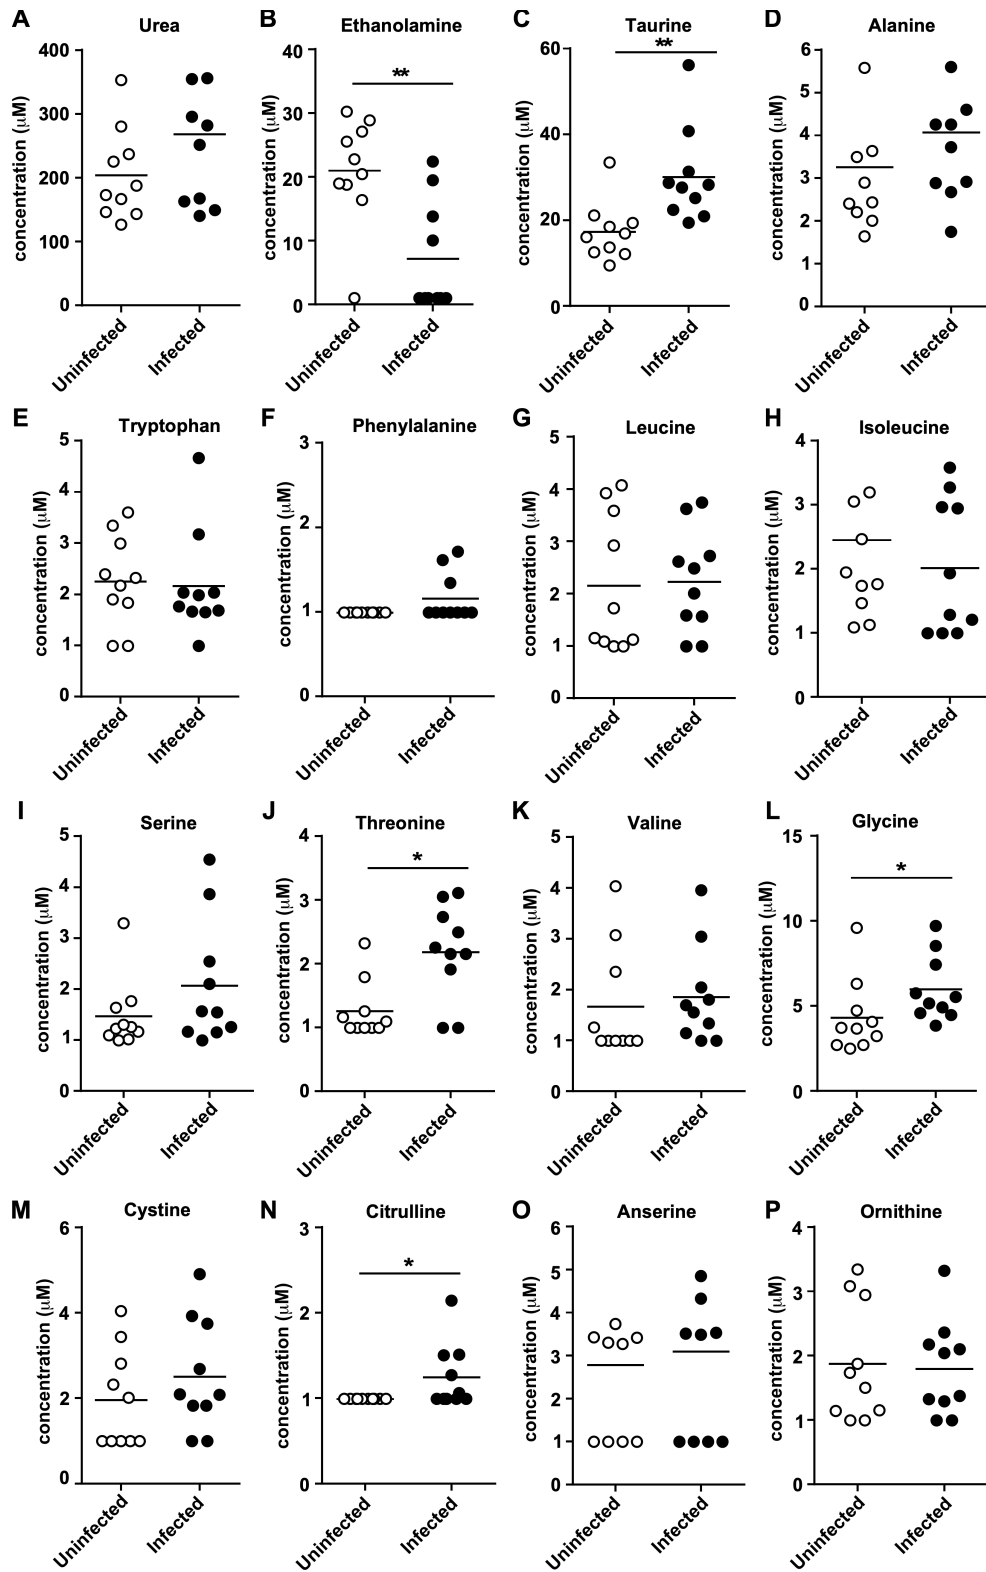 A Urea
B Ethanolamine
C Taurine
D Alanine
concentration (μM)
400
300
200
100
0
Uninfected
Infected
concentration (μM)
40
30
20
10
0
**
Uninfected
Infected
concentration (μM)
60
40
20
0
**
Uninfected
Infected
concentration (μM)
6
5
4
3
2
1
0
Uninfected
Infected
E Tryptophan
F Phenylalanine
G Leucine
H Isoleucine
concentration (μM)
5
4
3
2
1
0
Uninfected
Infected
concentration (μM)
3
2
1
0
Uninfected
Infected
concentration (μM)
5
4
3
2
1
0
Uninfected
Infected
concentration (μM)
4
3
2
1
0
Uninfected
Infected
I Serine
J Threonine
K Valine
L Glycine
concentration (μM)
5
4
3
2
1
0
Uninfected
Infected
concentration (μM)
4
3
2
1
0
*
Uninfected
Infected
concentration (μM)
5
4
3
2
1
0
Uninfected
Infected
concentration (μM)
15
10
5
0
*
Uninfected
Infected
M Cystine
N Citrulline
O Anserine
P Ornithine
concentration (μM)
6
4
2
0
Uninfected
Infected
concentration (μM)
3
2
1
0
*
Uninfected
Infected
concentration (μM)
6
5
4
3
2
1
0
Uninfected
Infected
concentration (μM)
4
3
2
1
0
Uninfected
Infected